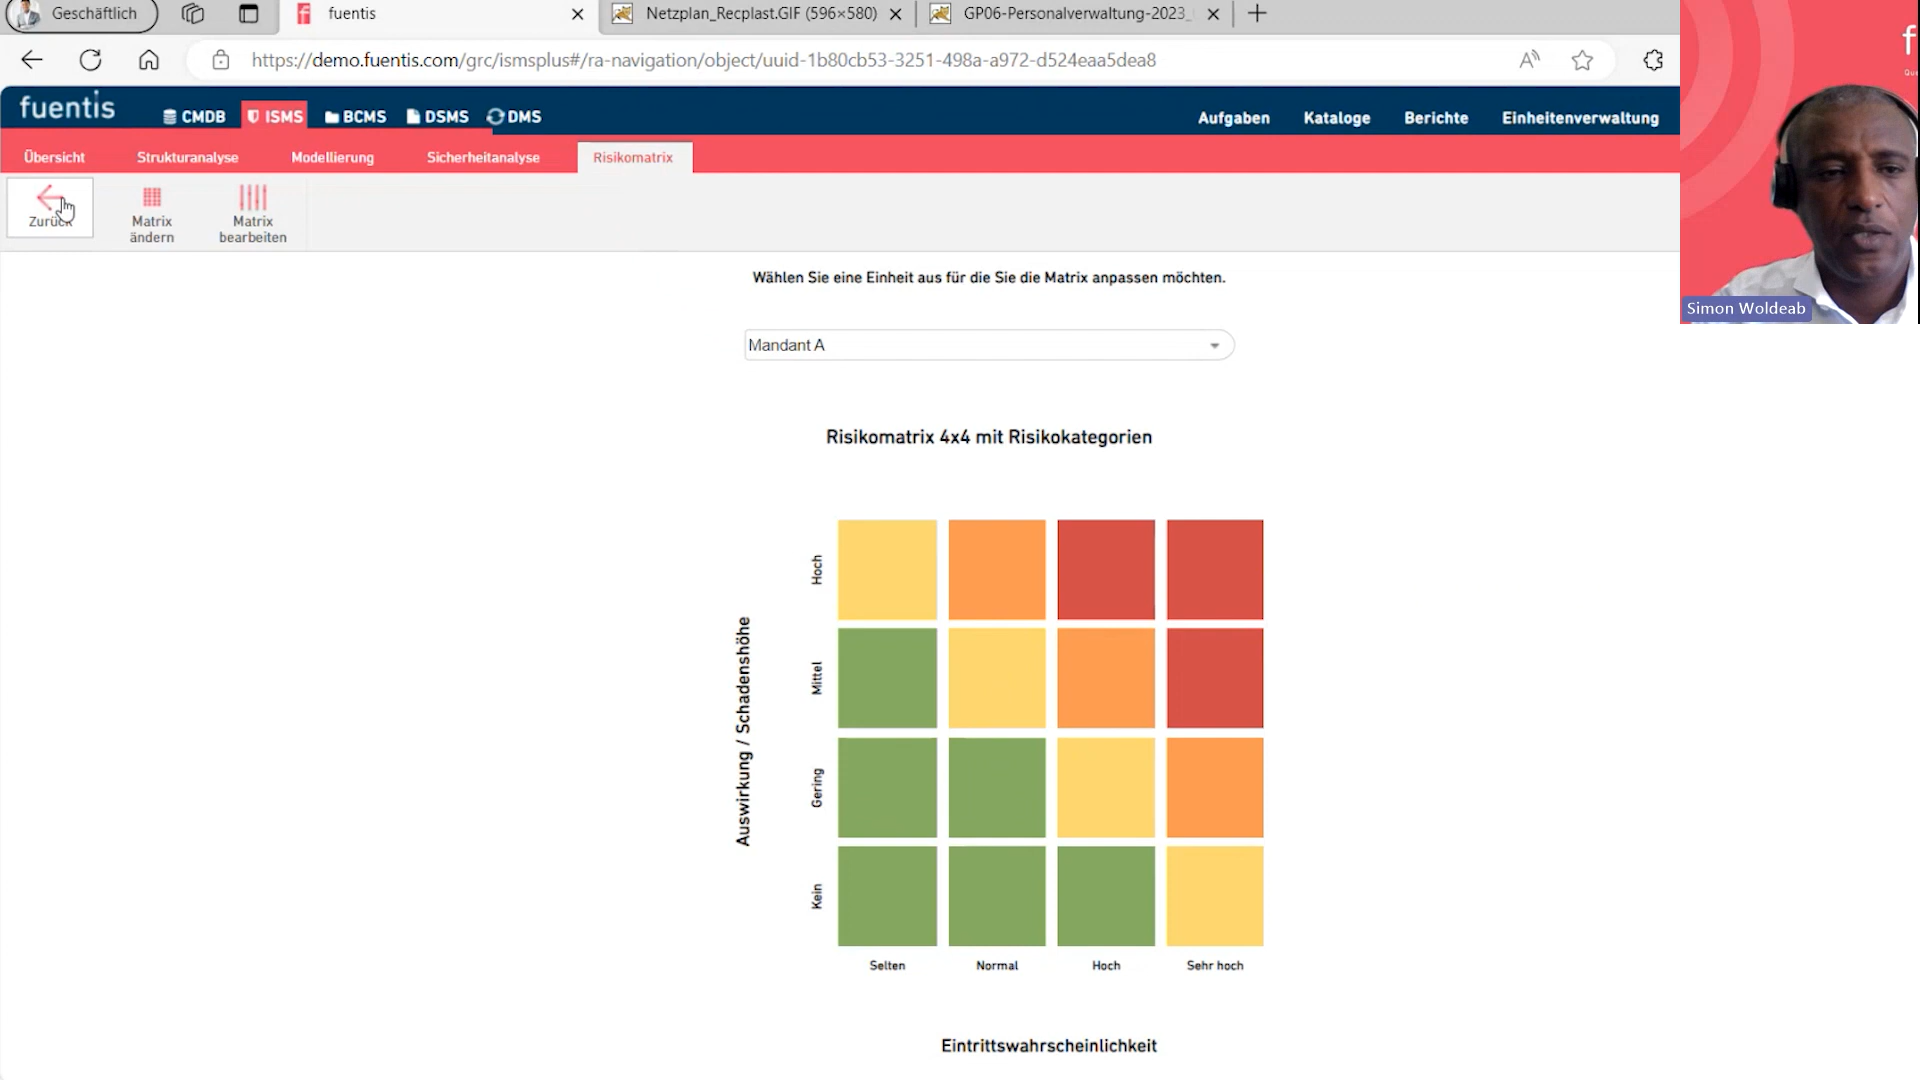 Geschäftlich
fuentis
Netzplan_Recplast.GIF (596×580)
GP06-Personalverwaltung-2023_
https://demo.fuentis.com/grc/ismsplus#/ra-navigation/object/uuid-1b80cb53-3251-498a-a972-d524eaa5dea8
fuentis
CMDB
ISMS
BCMS
DSMS
DMS
Aufgaben
Kataloge
Berichte
Einheitenverwaltung
Übersicht
Strukturanalyse
Modellierung
Sicherheitanalyse
Risikomatrix
Zurück
Matrix
ändern
Matrix
bearbeiten
Simon Woldeab
Wählen Sie eine Einheit aus für die Sie die Matrix anpassen möchten.
Mandant A
Risikomatrix 4x4 mit Risikokategorien
Auswirkung / Schadenshöhe
Hoch
Mittel
Gering
Kein
Selten
Normal
Hoch
Sehr hoch
Eintrittswahrscheinlichkeit